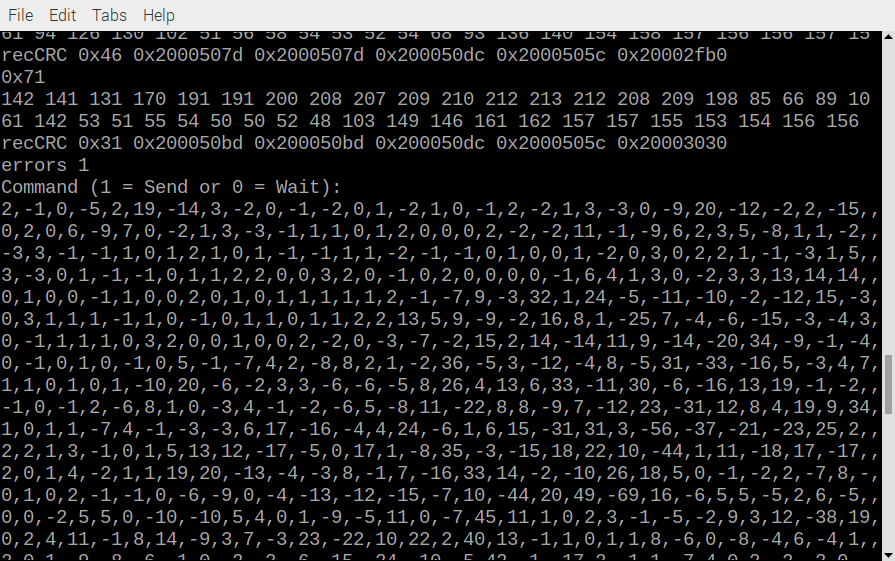 File Edit Tabs Help
61 94 126 130 102 51 56 58 54 53 52 54 68 93 136 140 154 158 157 156 156 157 15
recCRC 0x46 0x2000507d 0x2000507d 0x200050dc 0x2000505c 0x20002fb0
0x71
142 141 131 170 191 191 200 208 207 209 210 212 213 212 208 209 198 85 66 89 10
61 142 53 51 55 54 50 50 52 48 103 149 146 161 162 157 157 155 153 154 156 156
recCRC 0x31 0x200050bd 0x200050bd 0x200050dc 0x2000505c 0x20003030
errors 1
Command (1 = Send or 0 = Wait):
2,-1,0,-5,2,19,-14,3,-2,0,-1,-2,0,1,-2,1,0,-1,2,-2,1,3,-3,0,-9,20,-12,-2,2,-15,,
0,2,0,6,-9,7,0,-2,1,3,-3,-1,1,1,0,1,2,0,0,0,2,-2,-2,11,-1,-9,6,2,3,5,-8,1,1,-2,,
-3,3,-1,-1,1,0,1,2,1,0,1,-1,-1,1,1,-2,-1,-1,0,1,0,0,1,-2,0,3,0,2,2,1,-1,-3,1,5,,
3,-3,0,1,-1,-1,0,1,1,2,2,0,0,3,2,0,-1,0,2,0,0,0,0,-1,6,4,1,3,0,-2,3,3,13,14,14,,
0,1,0,0,-1,1,0,0,2,0,1,0,1,1,1,1,1,2,-1,-7,9,-3,32,1,24,-5,-11,-10,-2,-12,15,-3,
0,3,1,1,1,-1,1,0,-1,0,1,1,0,1,1,2,2,13,5,9,-9,-2,16,8,1,-25,7,-4,-6,-15,-3,-4,3,
0,-1,1,1,1,0,3,2,0,0,1,0,0,2,-2,0,-3,-7,-2,15,2,14,-14,11,9,-14,-20,34,-9,-1,-4,
0,-1,0,1,0,-1,0,5,-1,-7,4,2,-8,8,2,1,-2,36,-5,3,-12,-4,8,-5,31,-33,-16,5,-3,4,7,
1,1,0,1,0,1,-10,20,-6,-2,3,3,-6,-6,-5,8,26,4,13,6,33,-11,30,-6,-16,13,19,-1,-2,,
-1,0,-1,2,-6,8,1,0,-3,4,-1,-2,-6,5,-8,11,-22,8,8,-9,7,-12,23,-31,12,8,4,19,9,34,
1,0,1,1,-7,4,-1,-3,-3,6,17,-16,-4,4,24,-6,1,6,15,-31,31,3,-56,-37,-21,-23,25,2,,
2,2,1,3,-1,0,1,5,13,12,-17,-5,0,17,1,-8,35,-3,-15,18,22,10,-44,1,11,-18,17,-17,,
2,0,1,4,-2,1,1,19,20,-13,-4,-3,8,-1,7,-16,33,14,-2,-10,26,18,5,0,-1,-2,2,-7,8,-
0,1,0,2,-1,-1,0,-6,-9,0,-4,-13,-12,-15,-7,10,-44,20,49,-69,16,-6,5,5,-5,2,6,-5,,
0,0,-2,5,5,0,-10,-10,5,4,0,1,-9,-5,11,0,-7,45,11,1,0,2,3,-1,-5,-2,9,3,12,-38,19,
0,2,4,11,-1,8,14,-9,3,7,-3,23,-22,10,22,2,40,13,-1,1,0,1,1,8,-6,0,-8,-4,6,-4,1,,